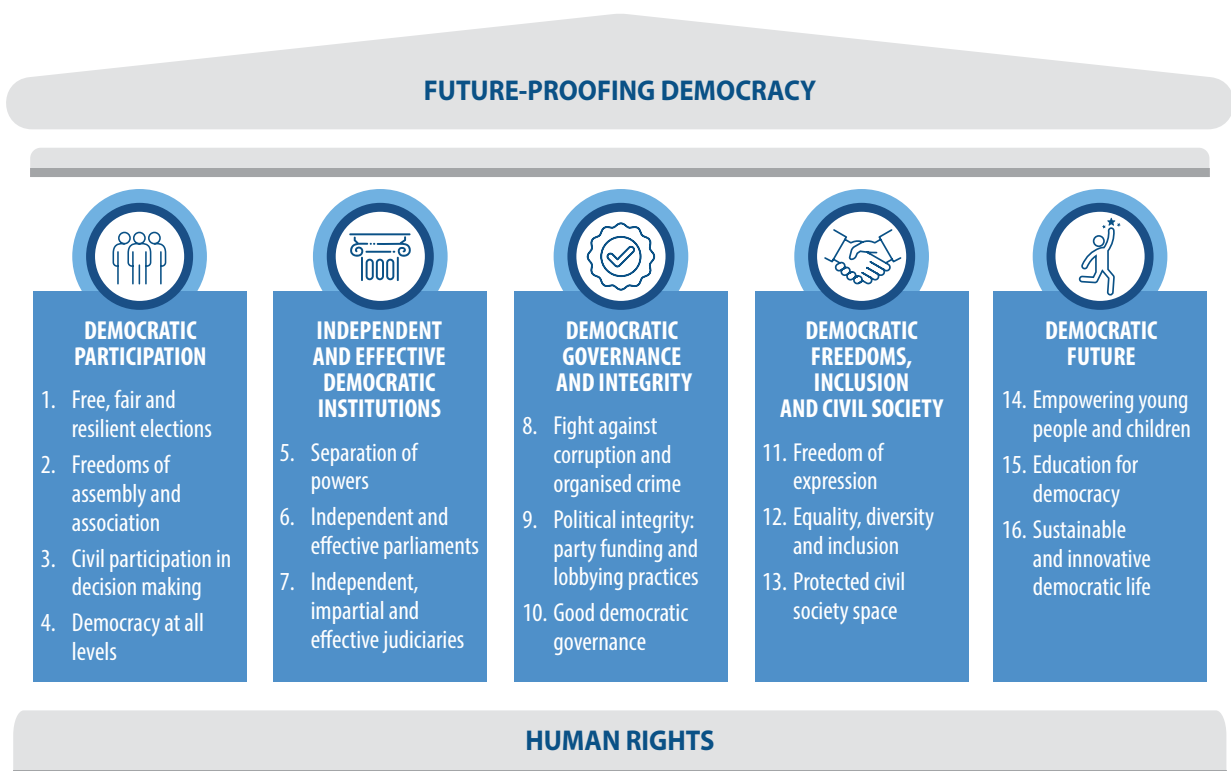 FUTURE-PROOFING DEMOCRACY
DEMOCRATIC
PARTICIPATION
1. Free, fair and
resilient elections
2. Freedoms of
assembly and
association
3. Civil participation in
decision making
4. Democracy at all
levels
INDEPENDENT
AND EFFECTIVE
DEMOCRATIC
INSTITUTIONS
5. Separation of
powers
6. Independent and
effective parliaments
7. Independent,
impartial and
effective judiciaries
DEMOCRATIC
GOVERNANCE
AND INTEGRITY
8. Fight against
corruption and
organised crime
9. Political integrity:
party funding and
lobbying practices
10. Good democratic
governance
DEMOCRATIC
FREEDOMS,
INCLUSION
AND CIVIL SOCIETY
11. Freedom of
expression
12. Equality, diversity
and inclusion
13. Protected civil
society space
DEMOCRATIC
FUTURE
14. Empowering young
people and children
15. Education for
democracy
16. Sustainable
and innovative
democratic life
HUMAN RIGHTS